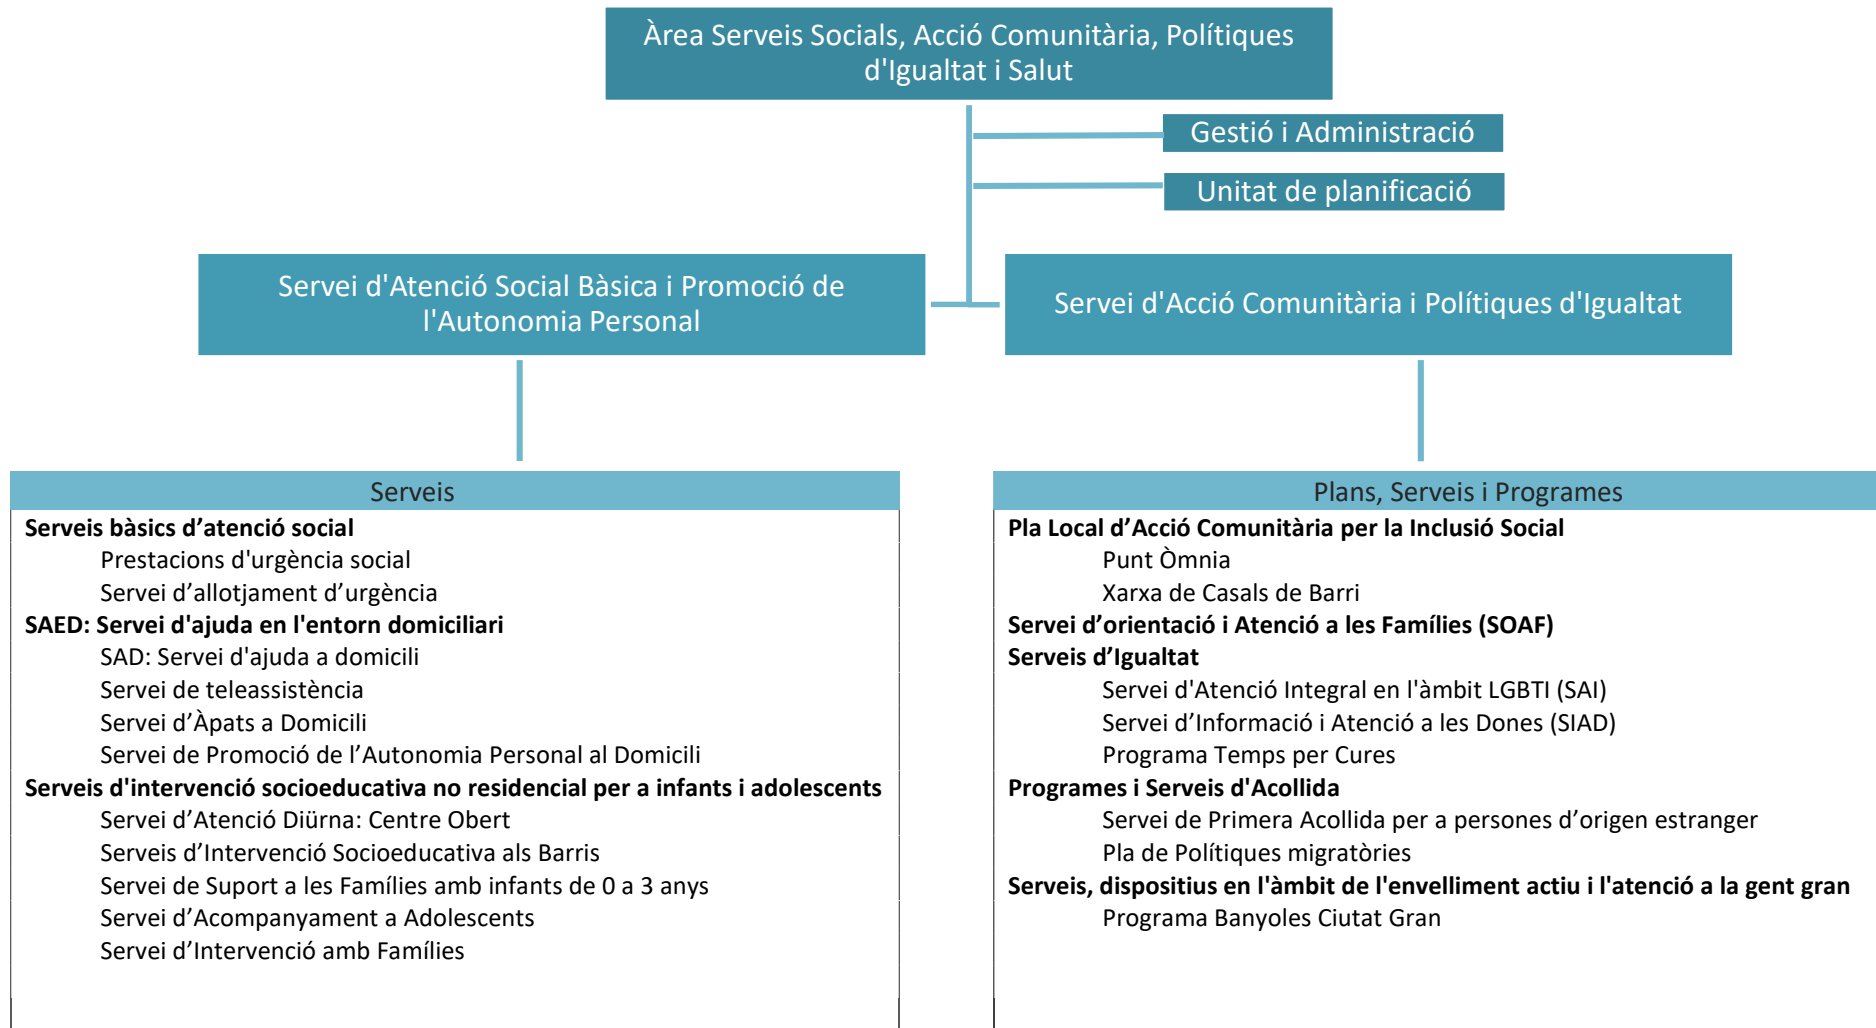 Àrea Serveis Socials, Acció Comunitària, Polítiques
d'Igualtat i Salut
Gestió i Administració
Unitat de planificació
Servei d'Atenció Social Bàsica i Promoció de
l'Autonomia Personal
Servei d'Acció Comunitària i Polítiques d'Igualtat
Serveis
Serveis bàsics d’atenció social
Prestacions d'urgència social
Servei d’allotjament d’urgència
SAED: Servei d'ajuda en l'entorn domiciliari
SAD: Servei d'ajuda a domicili
Servei de teleassistència
Servei d’Àpats a Domicili
Servei de Promoció de l’Autonomia Personal al Domicili
Serveis d'intervenció socioeducativa no residencial per a infants i adolescents
Servei d’Atenció Diürna: Centre Obert
Serveis d’Intervenció Socioeducativa als Barris
Servei de Suport a les Famílies amb infants de 0 a 3 anys
Servei d’Acompanyament a Adolescents
Servei d’Intervenció amb Famílies
Plans, Serveis i Programes
Pla Local d’Acció Comunitària per la Inclusió Social
Punt Òmnia
Xarxa de Casals de Barri
Servei d’orientació i Atenció a les Famílies (SOAF)
Serveis d’Igualtat
Servei d'Atenció Integral en l'àmbit LGBTI (SAI)
Servei d’Informació i Atenció a les Dones (SIAD)
Programa Temps per Cures
Programes i Serveis d'Acollida
Servei de Primera Acollida per a persones d’origen estranger
Pla de Polítiques migratòries
Serveis, dispositius en l'àmbit de l'envelliment actiu i l'atenció a la gent gran
Programa Banyoles Ciutat Gran